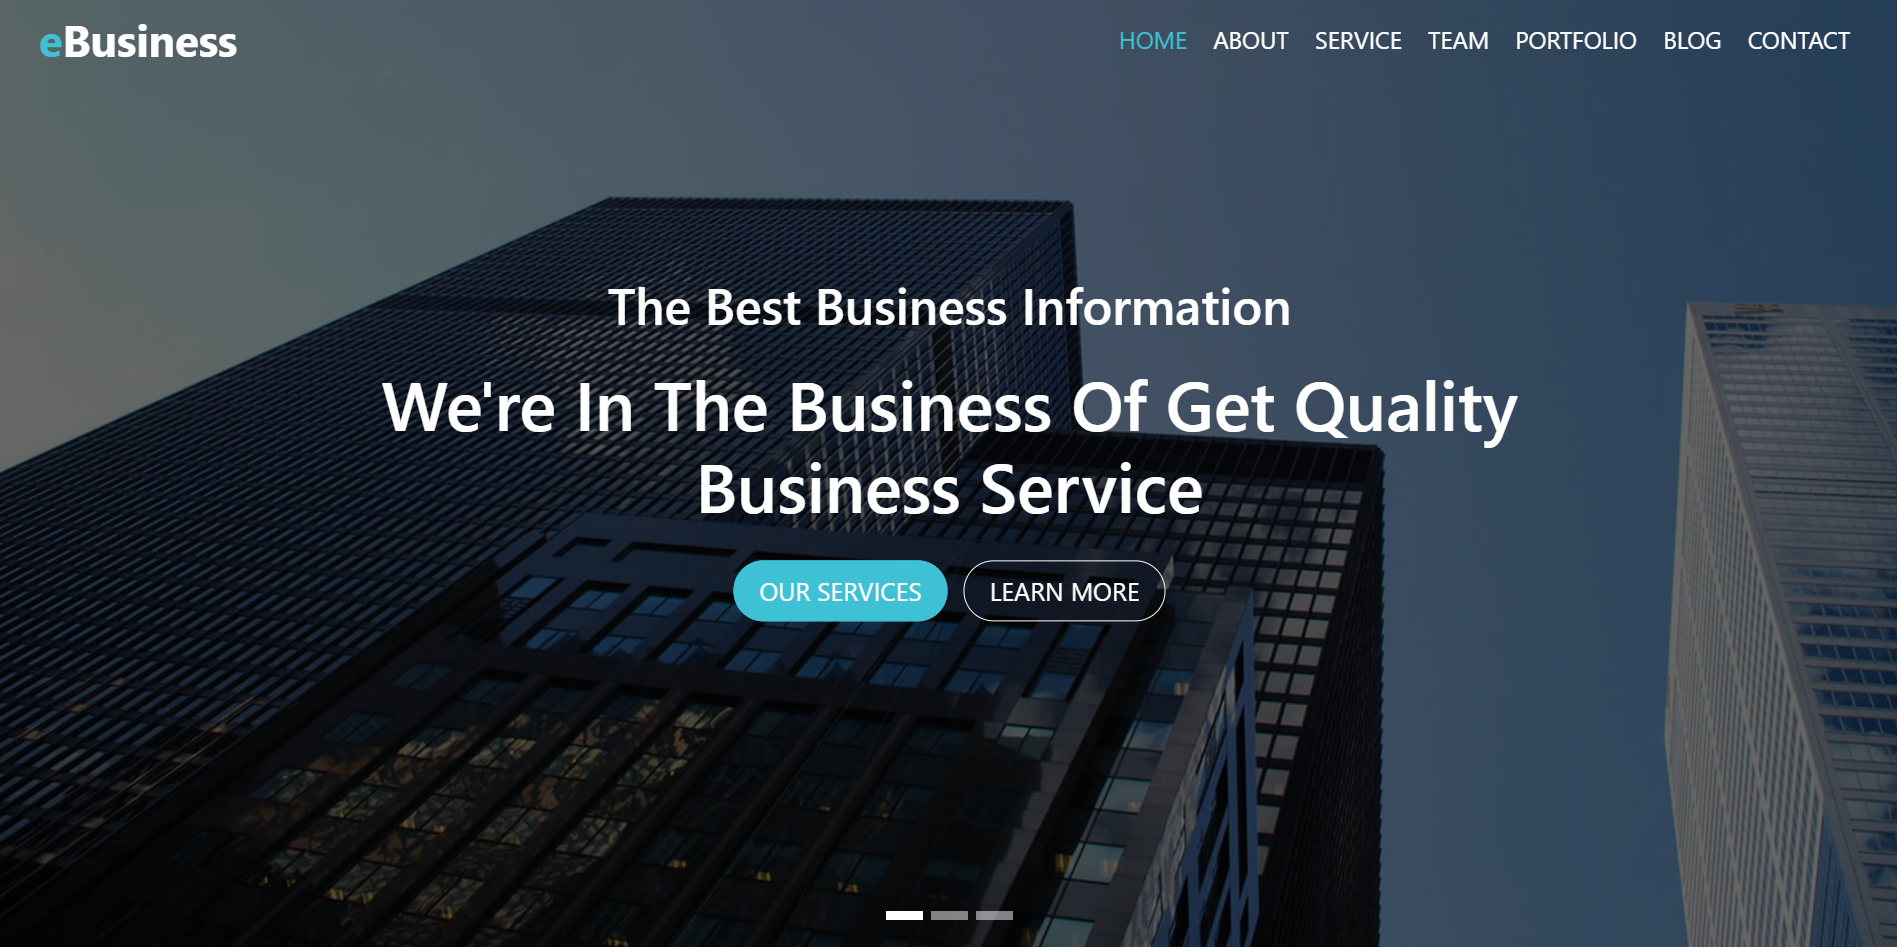 eBusiness
HOME ABOUT SERVICE TEAM PORTFOLIO BLOG CONTACT
The Best Business Information
We're In The Business Of Get Quality
Business Service
OUR SERVICES LEARN MORE